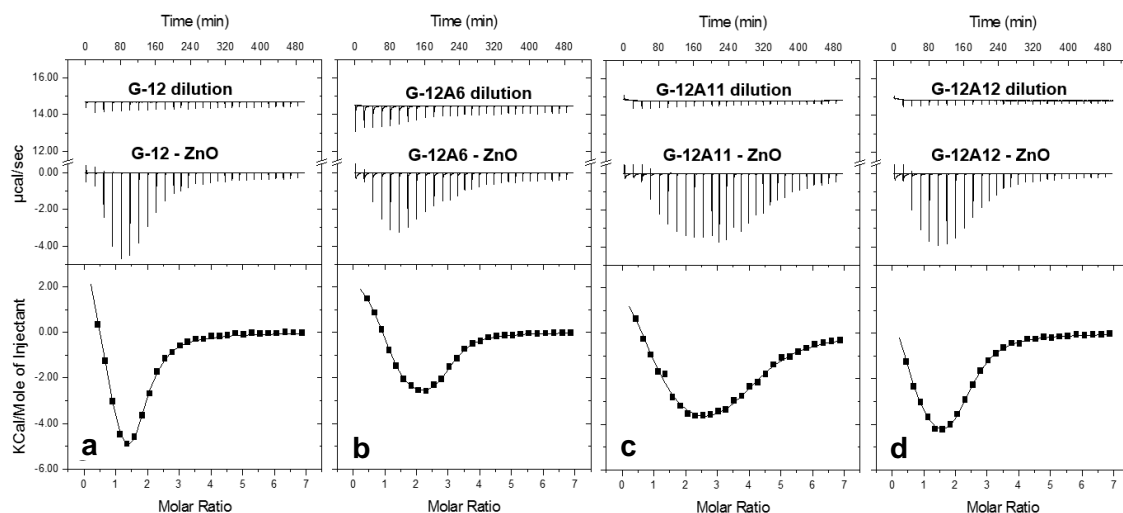 Time (min) Time (min) Time (min) Time (min)
0 80 160 240 320 400 480 0 80 160 240 320 400 480 0 80 160 240 320 400 480 0 80 160 240 320 400 480
16.00
G-12 dilution G-12A6 dilution G-12A11 dilution G-12A12 dilution
14.00
12.00
G-12 - ZnO G-12A6 - ZnO G-12A11 - ZnO G-12A12 - ZnO
0.00
µcal/sec
-2.00
-4.00
2.00
0.00
-2.00
KCal/Mole of Injectant
-4.00
a b c d
-6.00
0 1 2 3 4 5 6 7 0 1 2 3 4 5 6 7 0 1 2 3 4 5 6 7 0 1 2 3 4 5 6 7
Molar Ratio Molar Ratio Molar Ratio Molar Ratio